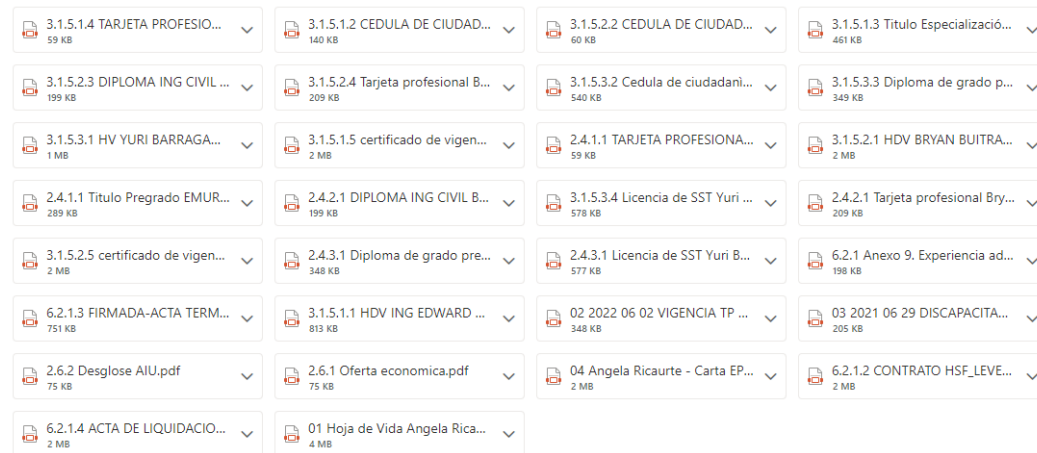 3.1.5.1.4 TARJETA PROFESIO...
59 KB
3.1.5.1.2 CEDULA DE CIUDAD...
140 KB
3.1.5.2.2 CEDULA DE CIUDAD...
60 KB
3.1.5.1.3 Titulo Especializació...
461 KB
3.1.5.2.3 DIPLOMA ING CIVIL ...
199 KB
3.1.5.2.4 Tarjeta profesional B...
209 KB
3.1.5.3.2 Cedula de ciudadanì...
540 KB
3.1.5.3.3 Diploma de grado p...
349 KB
3.1.5.3.1 HV YURI BARRAGA...
1 MB
3.1.5.1.5 certificado de vigen...
2 MB
2.4.1.1 TARJETA PROFESIONA...
59 KB
3.1.5.2.1 HDV BRYAN BUITRA...
2 MB
2.4.1.1 Titulo Pregrado EMUR...
289 KB
2.4.2.1 DIPLOMA ING CIVIL B...
199 KB
3.1.5.3.4 Licencia de SST Yuri ...
578 KB
2.4.2.1 Tarjeta profesional Bry...
209 KB
3.1.5.2.5 certificado de vigen...
2 MB
2.4.3.1 Diploma de grado pre...
348 KB
2.4.3.1 Licencia de SST Yuri B...
577 KB
6.2.1 Anexo 9. Experiencia ad...
198 KB
6.2.1.3 FIRMADA-ACTA TERM...
751 KB
3.1.5.1.1 HDV ING EDWARD ...
813 KB
02 2022 06 02 VIGENCIA TP ...
348 KB
03 2021 06 29 DISCAPACITA...
205 KB
2.6.2 Desglose AIU.pdf
75 KB
2.6.1 Oferta economica.pdf
75 KB
04 Angela Ricaurte - Carta EP...
2 MB
6.2.1.2 CONTRATO HSF_LEVE...
2 MB
6.2.1.4 ACTA DE LIQUIDACIO...
2 MB
01 Hoja de Vida Angela Rica...
4 MB